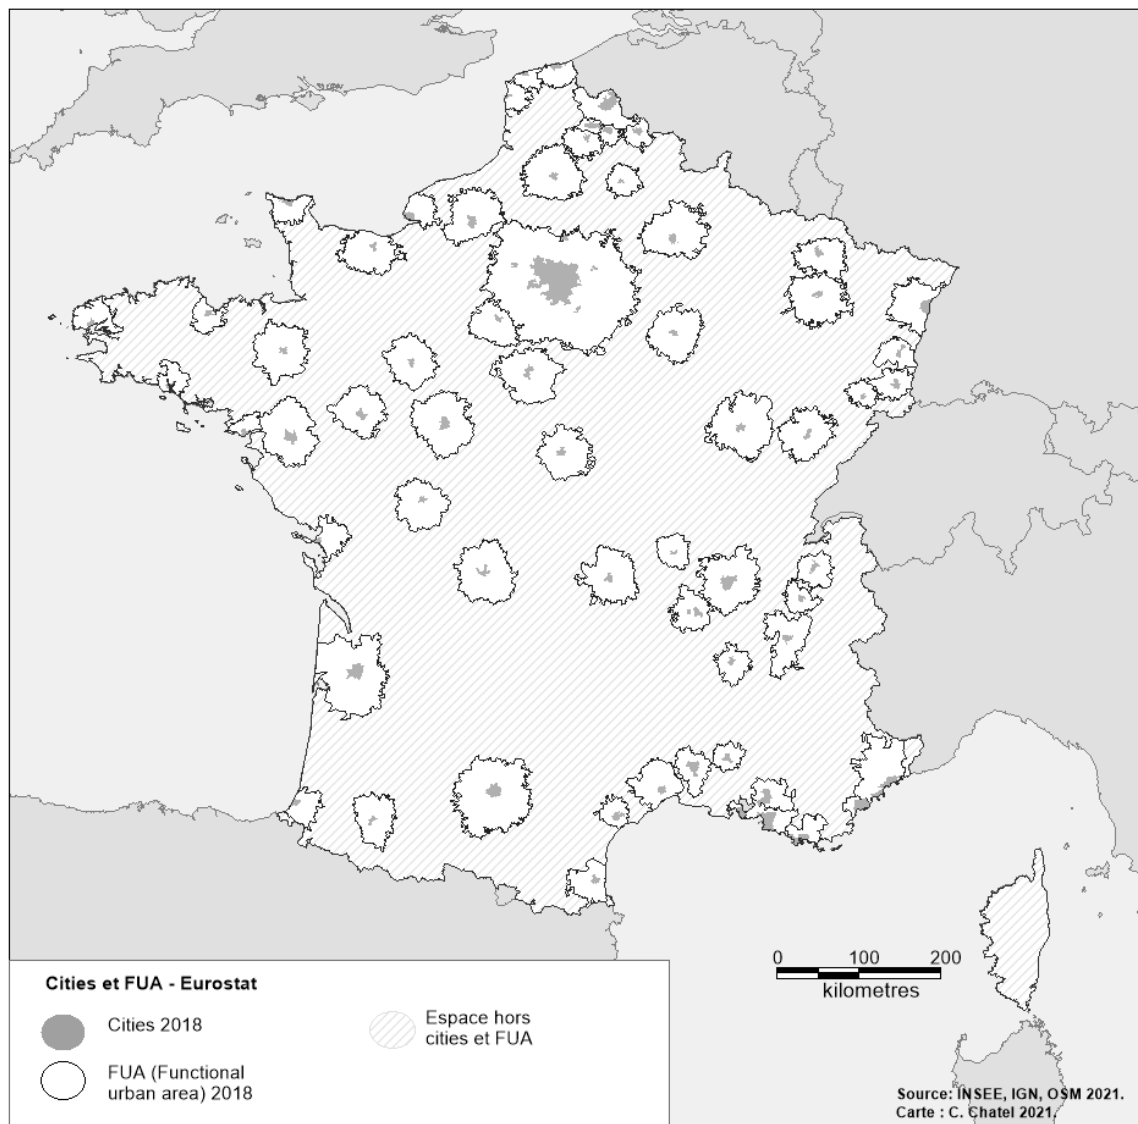 0 100 200
kilometres
Cities et FUA - Eurostat
Cities 2018
FUA (Functional
urban area) 2018
Espace hors
cities et FUA
Source: INSEE, IGN, OSM 2021.
Carte : C. Chatel 2021.